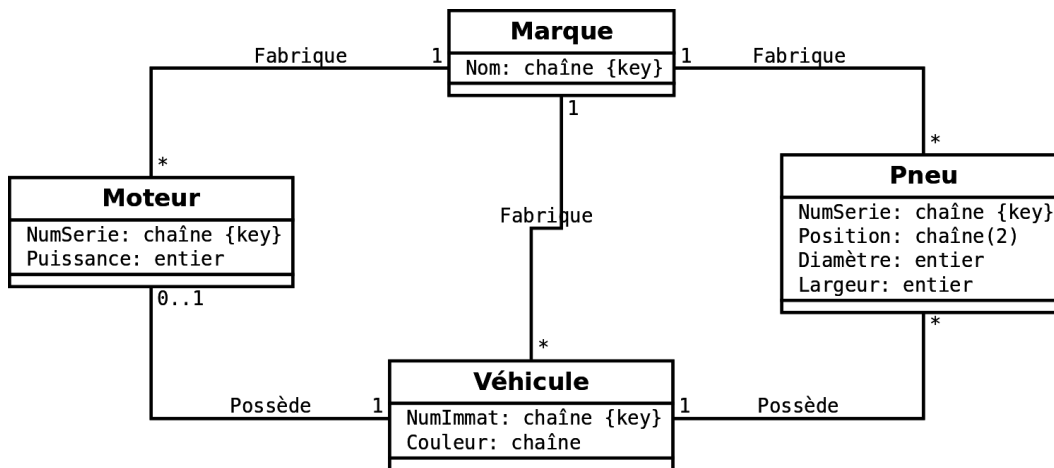 Marque
Nom: chaîne {key}
Fabrique
1
1
Fabrique
1
*
*
Moteur
NumSerie: chaîne {key}
Puissance: entier
0..1
Fabrique
Pneu
NumSerie: chaîne {key}
Position: chaîne(2)
Diamètre: entier
Largeur: entier
*
*
Véhicule
NumImmat: chaîne {key}
Couleur: chaîne
Possède
1
1
Possède